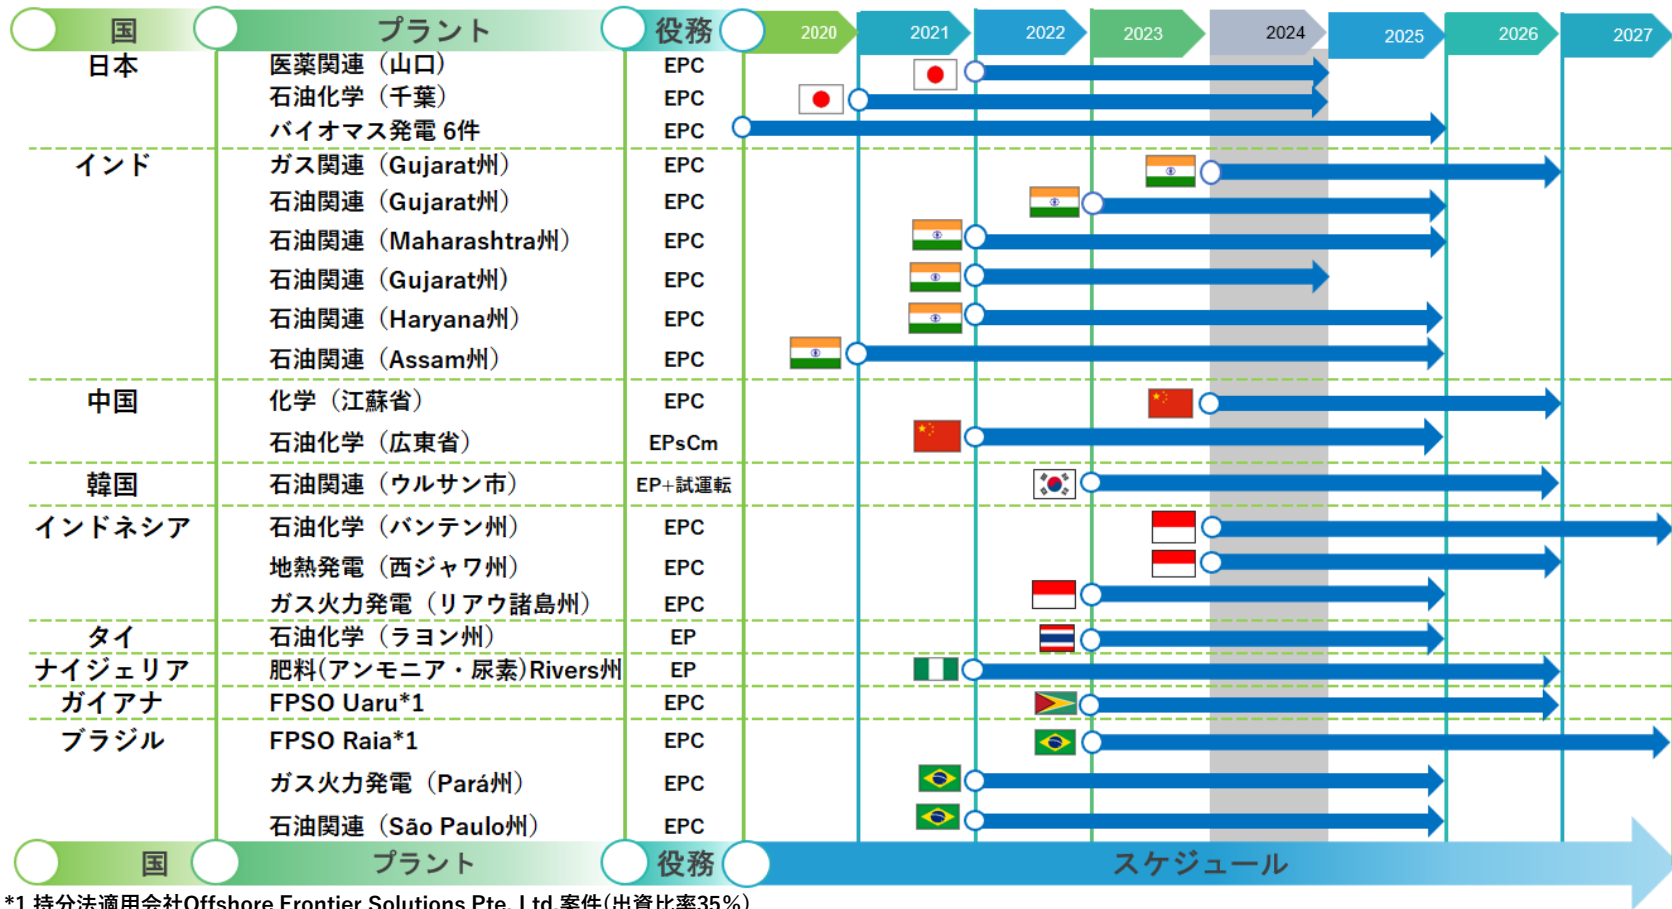 国 プラント 役務 2020 2021 2022 2023 2024 2025 2026 2027
日本 医薬関連（山口） EPC
石油化学（千葉） EPC
バイオマス発電 6件 EPC
インド ガス関連（Gujarat州） EPC
石油関連（Gujarat州） EPC
石油関連（Maharashtra州） EPC
石油関連（Gujarat州) EPC
石油関連（Haryana州） EPC
石油関連（Assam州） EPC
中国 化学（江蘇省） EPC
石油化学（広東省） EPsCm
韓国 石油関連（ウルサン市） EP+試運転
インドネシア 石油化学（バンテン州） EPC
地熱発電（西ジャワ州） EPC
ガス火力発電（リアウ諸島州） EPC
タイ 石油化学（ラヨン州） EP
ナイジェリア 肥料(アンモニア・尿素)Rivers州 EP
ガイアナ FPSO Uaru*1 EPC
ブラジル FPSO Raia*1 EPC
ガス火力発電（Pará州） EPC
石油関連（São Paulo州） EPC
国 プラント 役務 スケジュール
*1 持分法適用会社Offshore Frontier Solutions Pte. Ltd.案件(出資比率35%)